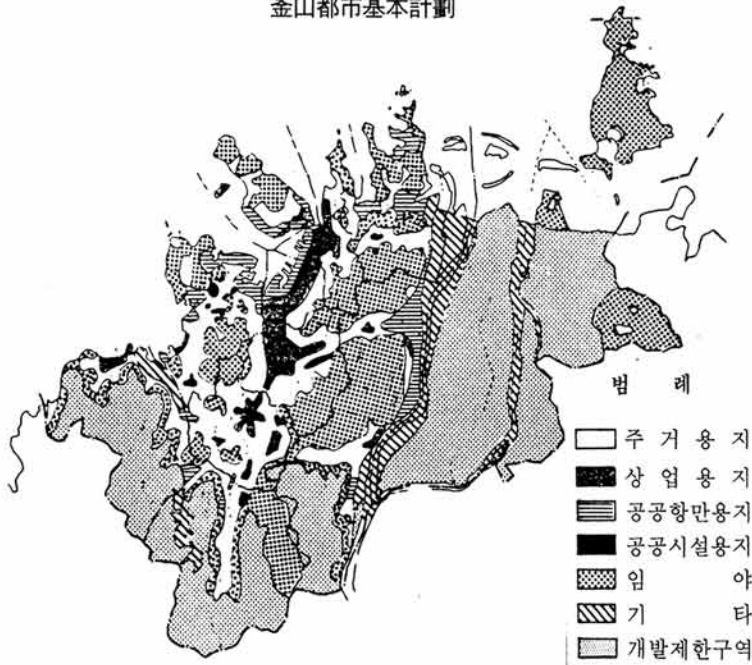 釜山都市基本計劃
범 례
주 거 용 지
상 업 용 지
공공항만용지
공공시설용지
임 야
기 타
개발제한구역